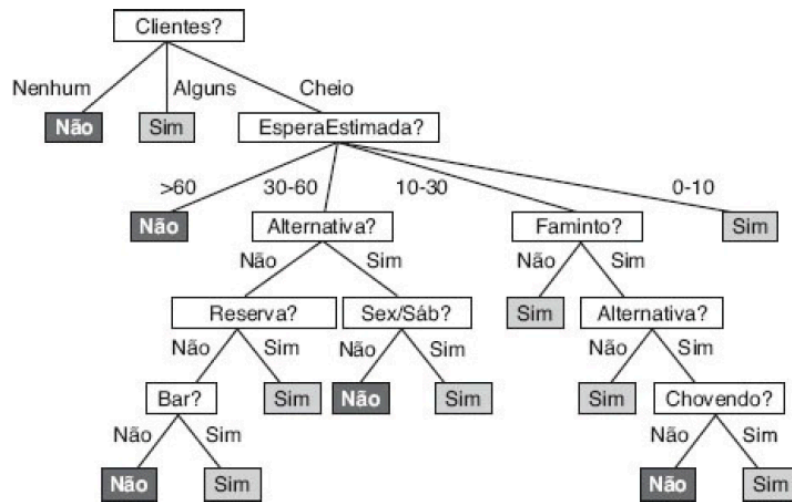 Clientes?
Nenhum Alguns Cheio
Não Sim EsperaEstimada?
>60 30-60 10-30 0-10
Não Alternativa? Faminto? Sim
Não Sim Não Sim
Reserva? Sex/Sáb? Sim Alternativa?
Não Sim Não Sim Não Sim
Bar? Sim Não Sim Sim Chovendo?
Não Sim Não Sim
Não Sim Não Sim